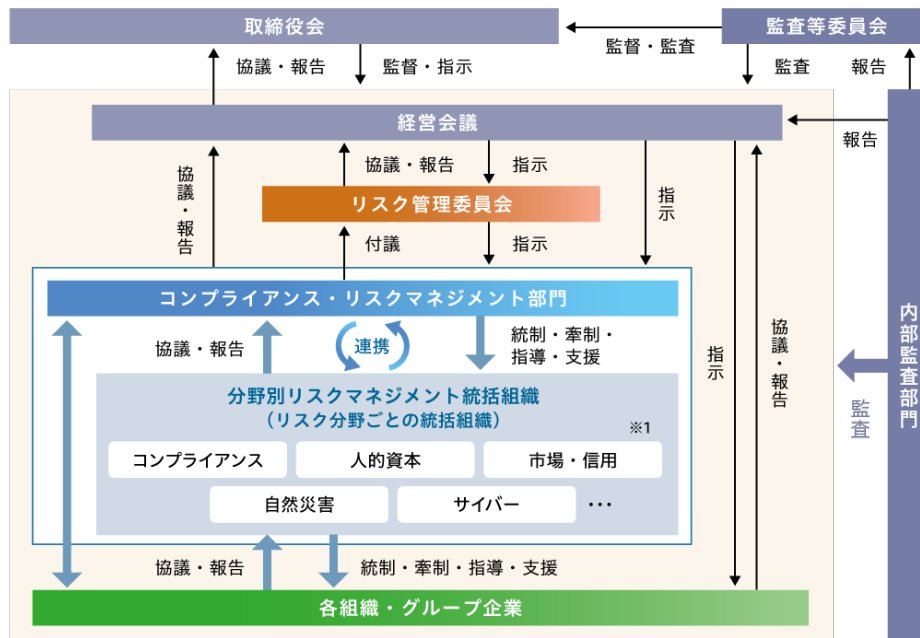 取締役会
監査等委員会
監督・監査
協議・報告
監督・指示
監査
報告
経営会議
報告
協議・報告
協議・報告
指示
指示
リスク管理委員会
付議
指示
コンプライアンス・リスクマネジメント部門
協議・報告
連携
統制・牽制・
指導・支援
指示
協議・報告
内部監査部門
監査
分野別リスクマネジメント統括組織
（リスク分野ごとの統括組織）
※1
コンプライアンス
人的資本
市場・信用
自然災害
サイバー
・・・
協議・報告
統制・牽制・指導・支援
各組織・グループ企業